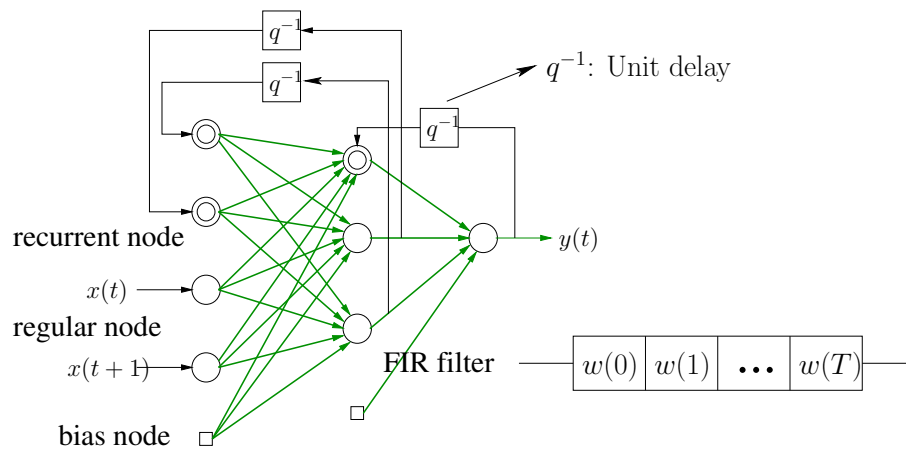 q⁻¹
q⁻¹
q⁻¹: Unit delay
q⁻¹
recurrent node
y(t)
x(t)
regular node
x(t + 1)
FIR filter
w(0) w(1) ••• w(T)
bias node